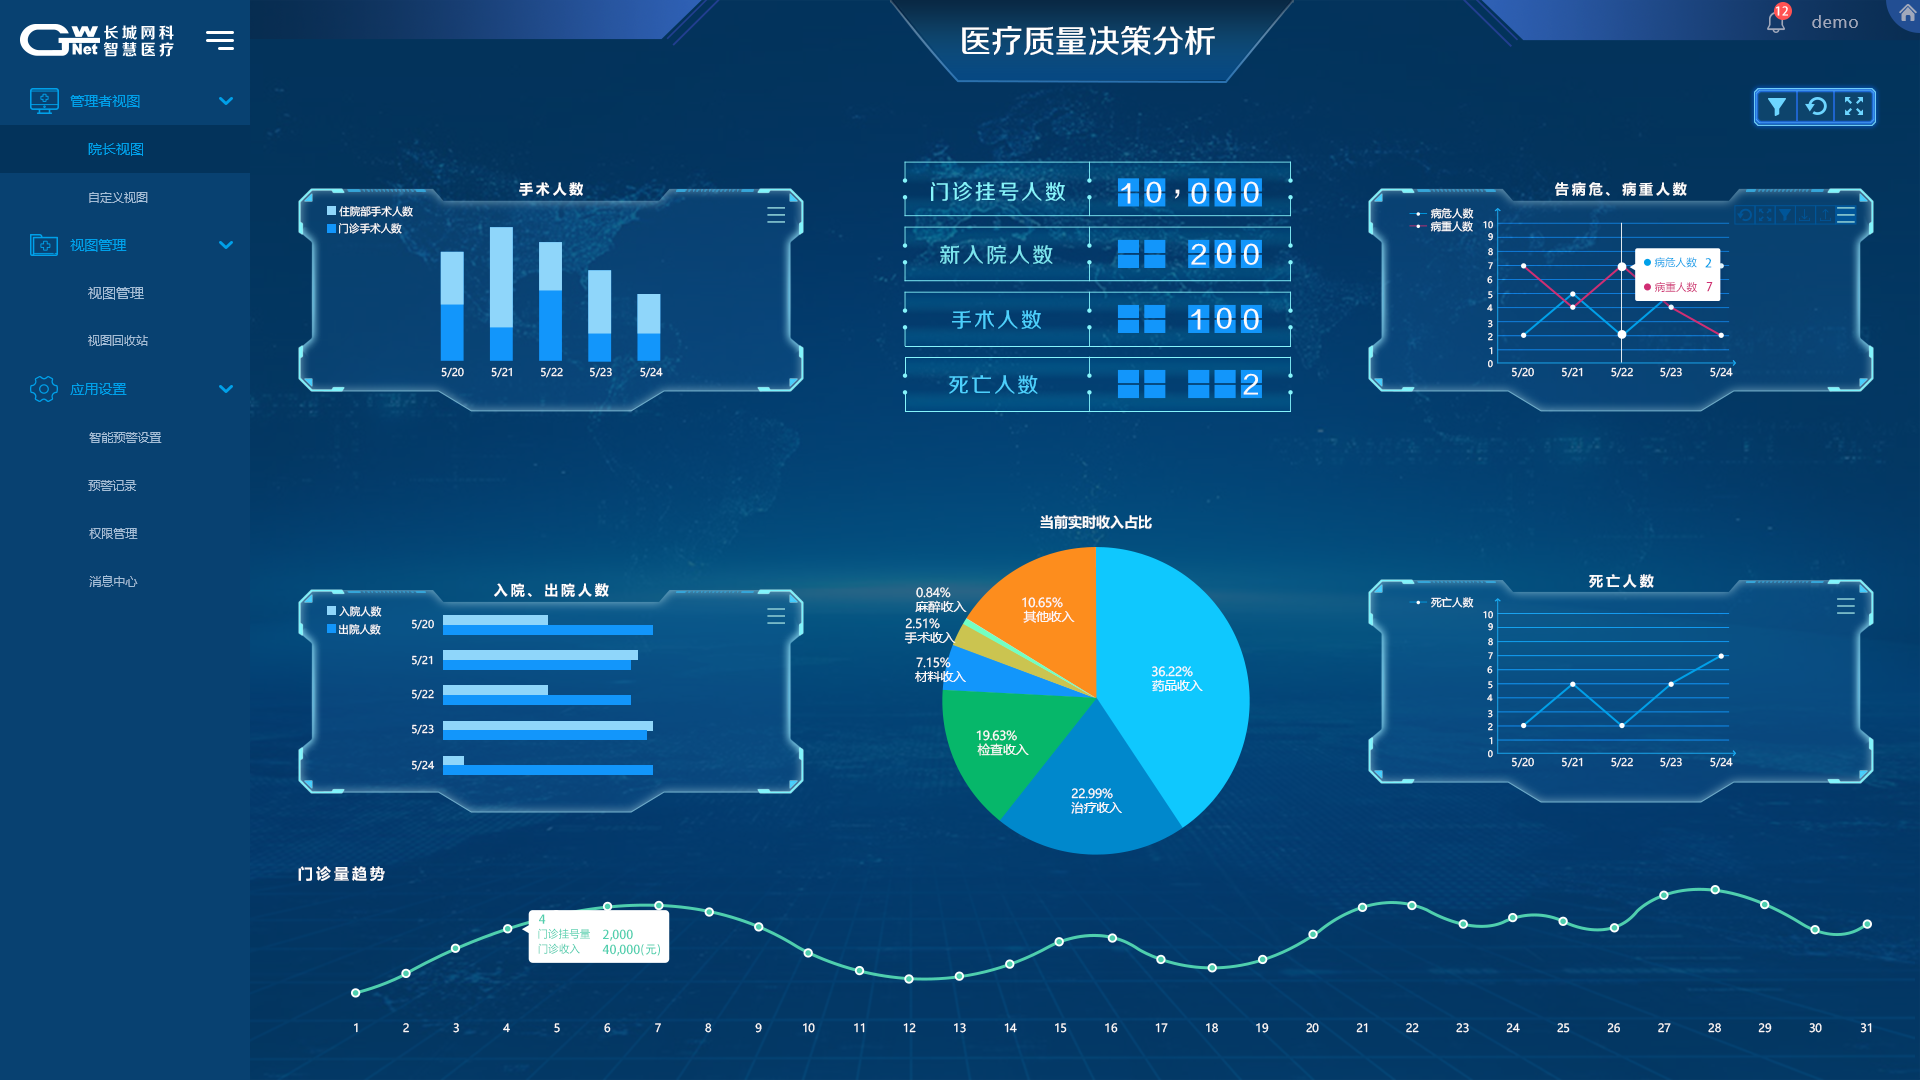 GW Net 长城网科 智慧医疗
医疗质量决策分析
12
demo
管理者视图
院长视图
自定义视图
视图管理
视图管理
视图回收站
应用设置
智能预警设置
预警记录
权限管理
消息中心
手术人数
住院部手术人数
门诊手术人数
5/20 5/21 5/22 5/23 5/24
门诊挂号人数 10,000
新入院人数 200
手术人数 100
死亡人数 2
告病危、病重人数
病危人数
病重人数
10
9
8
7
6
5
4
3
2
1
0
病危人数 2
病重人数 7
5/20 5/21 5/22 5/23 5/24
入院、出院人数
入院人数
出院人数
5/20
5/21
5/22
5/23
5/24
当前实时收入占比
0.84%
麻醉收入
2.51%
手术收入
7.15%
材料收入
10.65%
其他收入
36.22%
药品收入
19.63%
检查收入
22.99%
治疗收入
死亡人数
死亡人数
10
9
8
7
6
5
4
3
2
1
0
5/20 5/21 5/22 5/23 5/24
门诊量趋势
4
门诊挂号量 2,000
门诊收入 40,000(元)
1 2 3 4 5 6 7 8 9 10 11 12 13 14 15 16 17 18 19 20 21 22 23 24 25 26 27 28 29 30 31